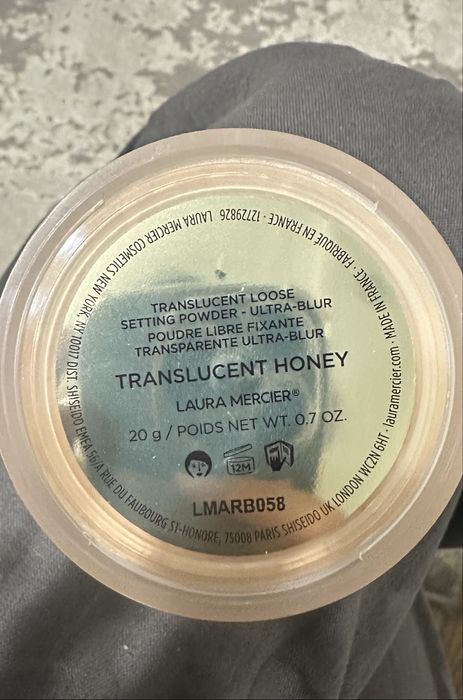 TRANSLUCENT LOOSE
SETTING POWDER - ULTRA-BLUR
POUDRE LIBRE FIXANTE
TRANSPARENTE ULTRA-BLUR
TRANSLUCENT HONEY
LAURA MERCIER®
20 g / POIDS NET WT. 0.7 OZ.
12M
LMARB058
LAURA MERCIER COSMETICS NEW YORK, NY 10017 DIST. SHISEIDO EMEA 56/A RUE DU FAUBOURG ST-HONORE, 75008 PARIS SHISEIDO UK LONDON WC2N 6HT · lauramercier.com · MADE IN FRANCE · FABRIQUÉ EN FRANCE · 12729826